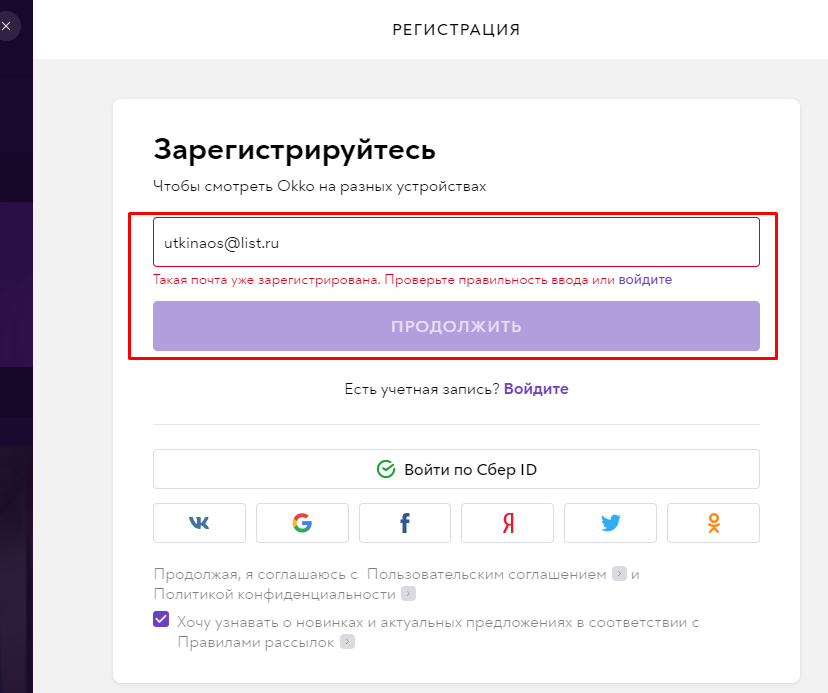 РЕГИСТРАЦИЯ
Зарегистрируйтесь
Чтобы смотреть Okko на разных устройствах
utkinaos@list.ru
Такая почта уже зарегистрирована. Проверьте правильность ввода или войдите
ПРОДОЛЖИТЬ
Есть учетная запись? Войдите
Войти по Сбер ID
Продолжая, я соглашаюсь с Пользовательским соглашением и
Политикой конфиденциальности
Хочу узнавать о новинках и актуальных предложениях в соответствии с
Правилами рассылок